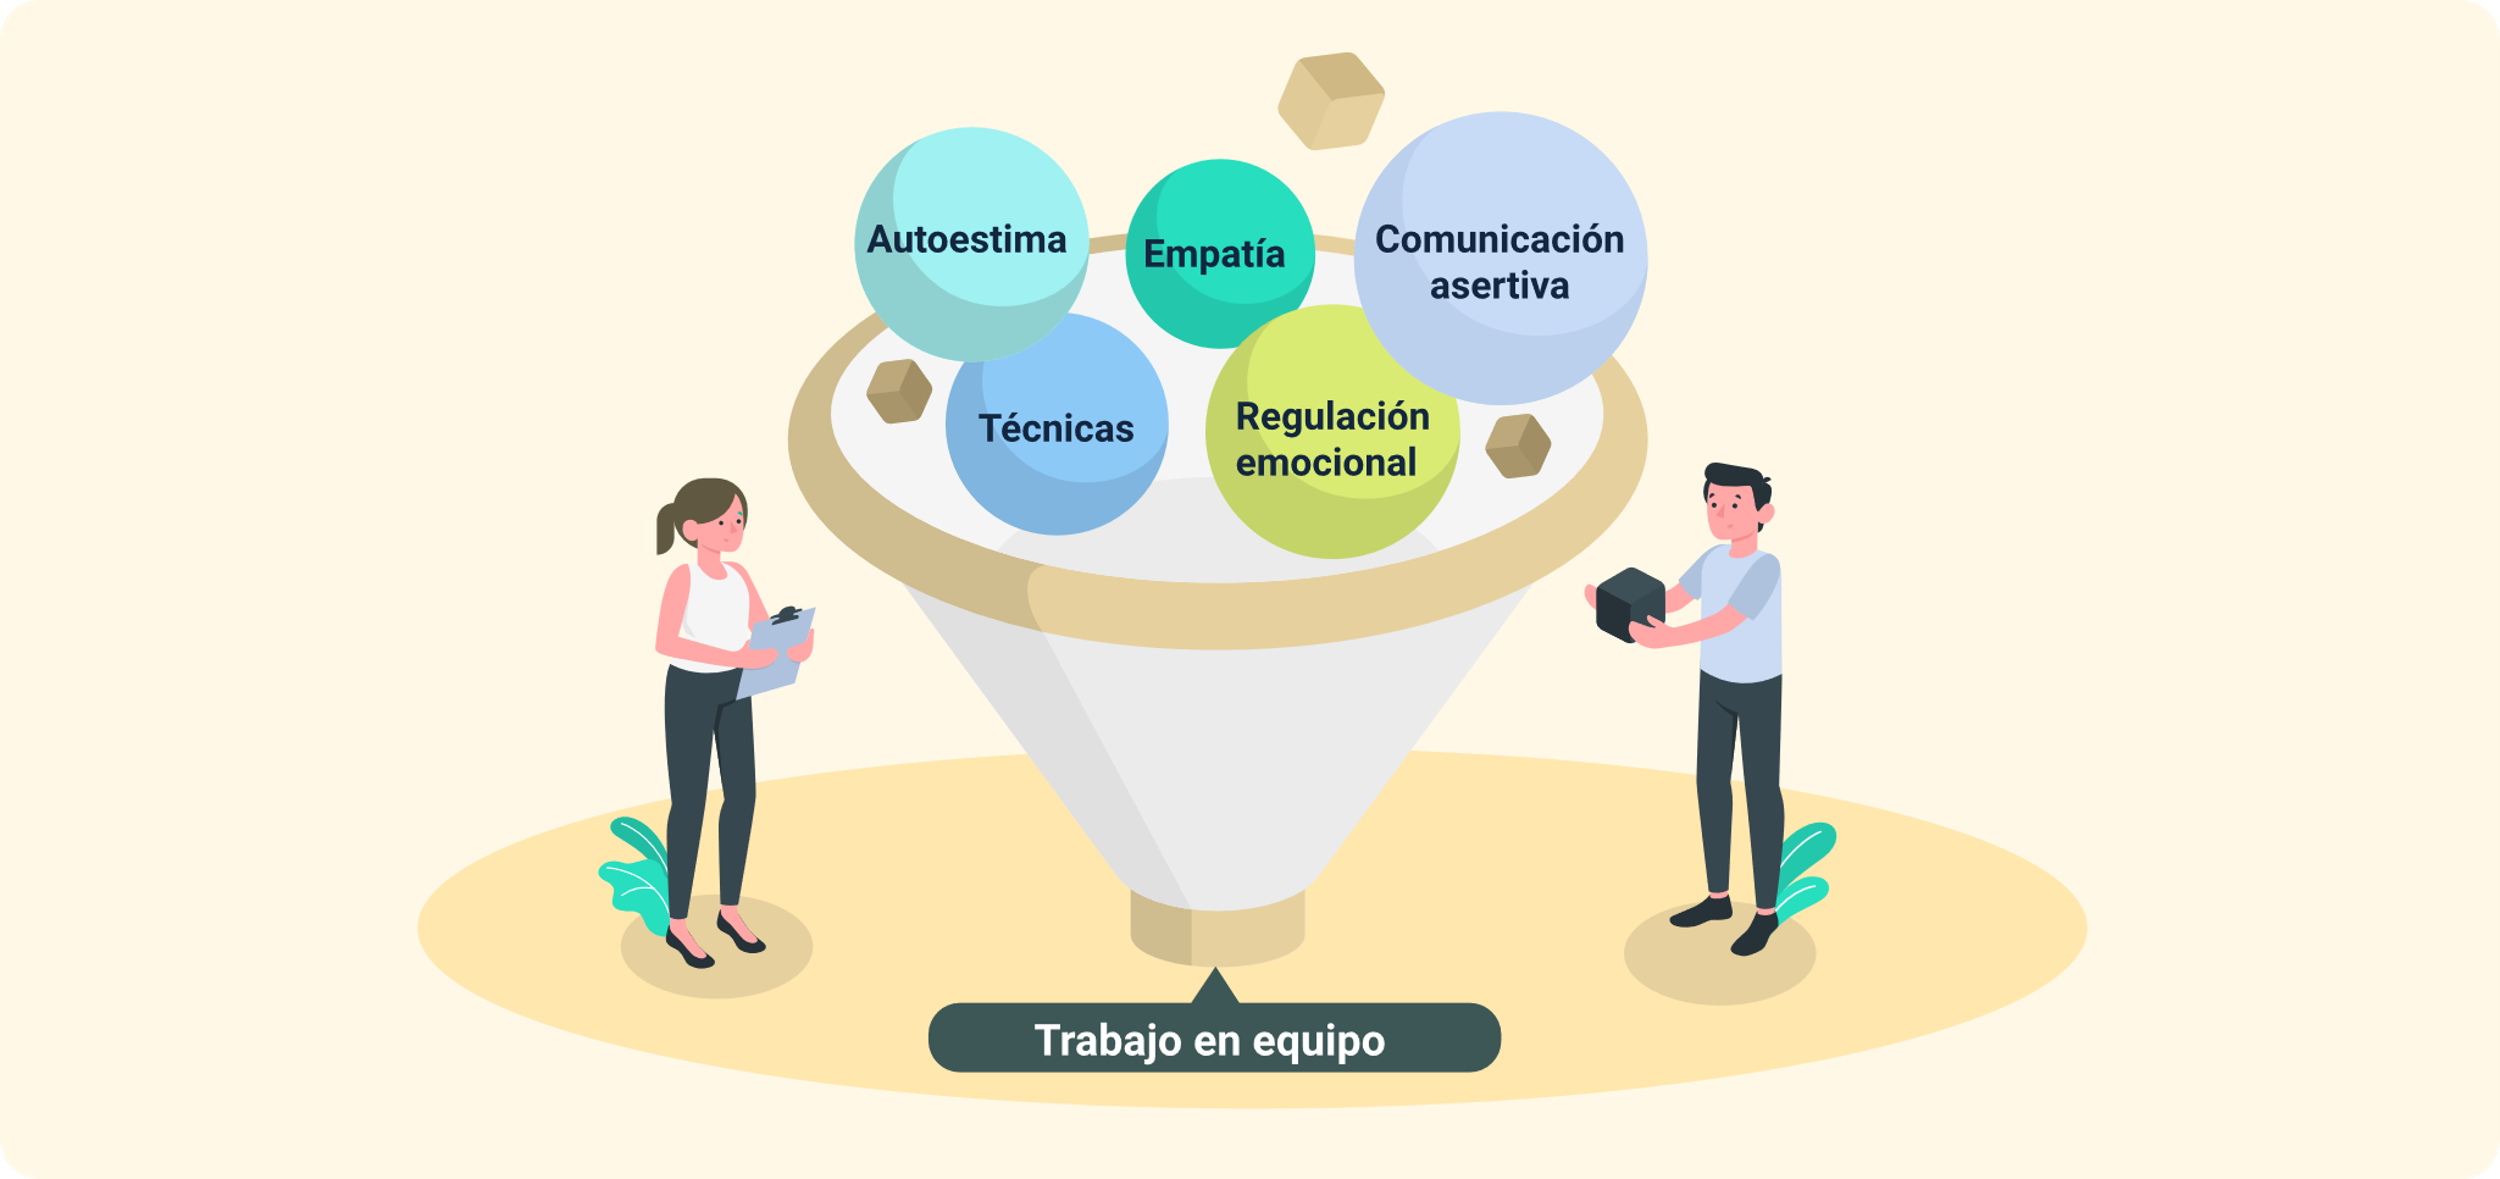 Autoestima
Empatía
Comunicación
asertiva
Técnicas
Regulación
emocional
Trabajo en equipo